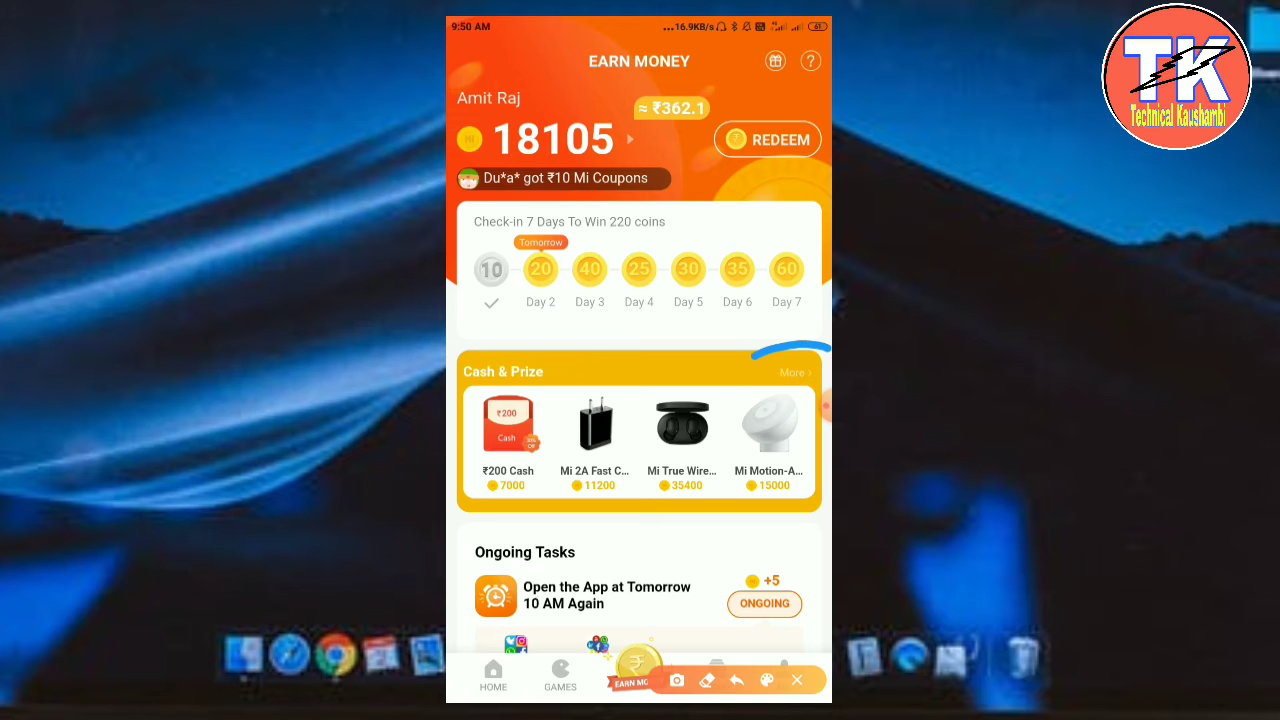 9:50 AM
...16.9KB/s
61
TK
Technical Kaushambi
EARN MONEY
?
Amit Raj
≈ ₹362.1
MI
18105
REDEEM
Du*a* got ₹10 Mi Coupons
Check-in 7 Days To Win 220 coins
Tomorrow
10 20 40 25 30 35 60
Day 2 Day 3 Day 4 Day 5 Day 6 Day 7
Cash & Prize
More ›
₹200
Cash
₹200 Cash Mi 2A Fast C... Mi True Wire... Mi Motion-A...
7000 11200 35400 15000
Ongoing Tasks
Open the App at Tomorrow
10 AM Again
+5
ONGOING
₹
HOME GAMES EARN MO